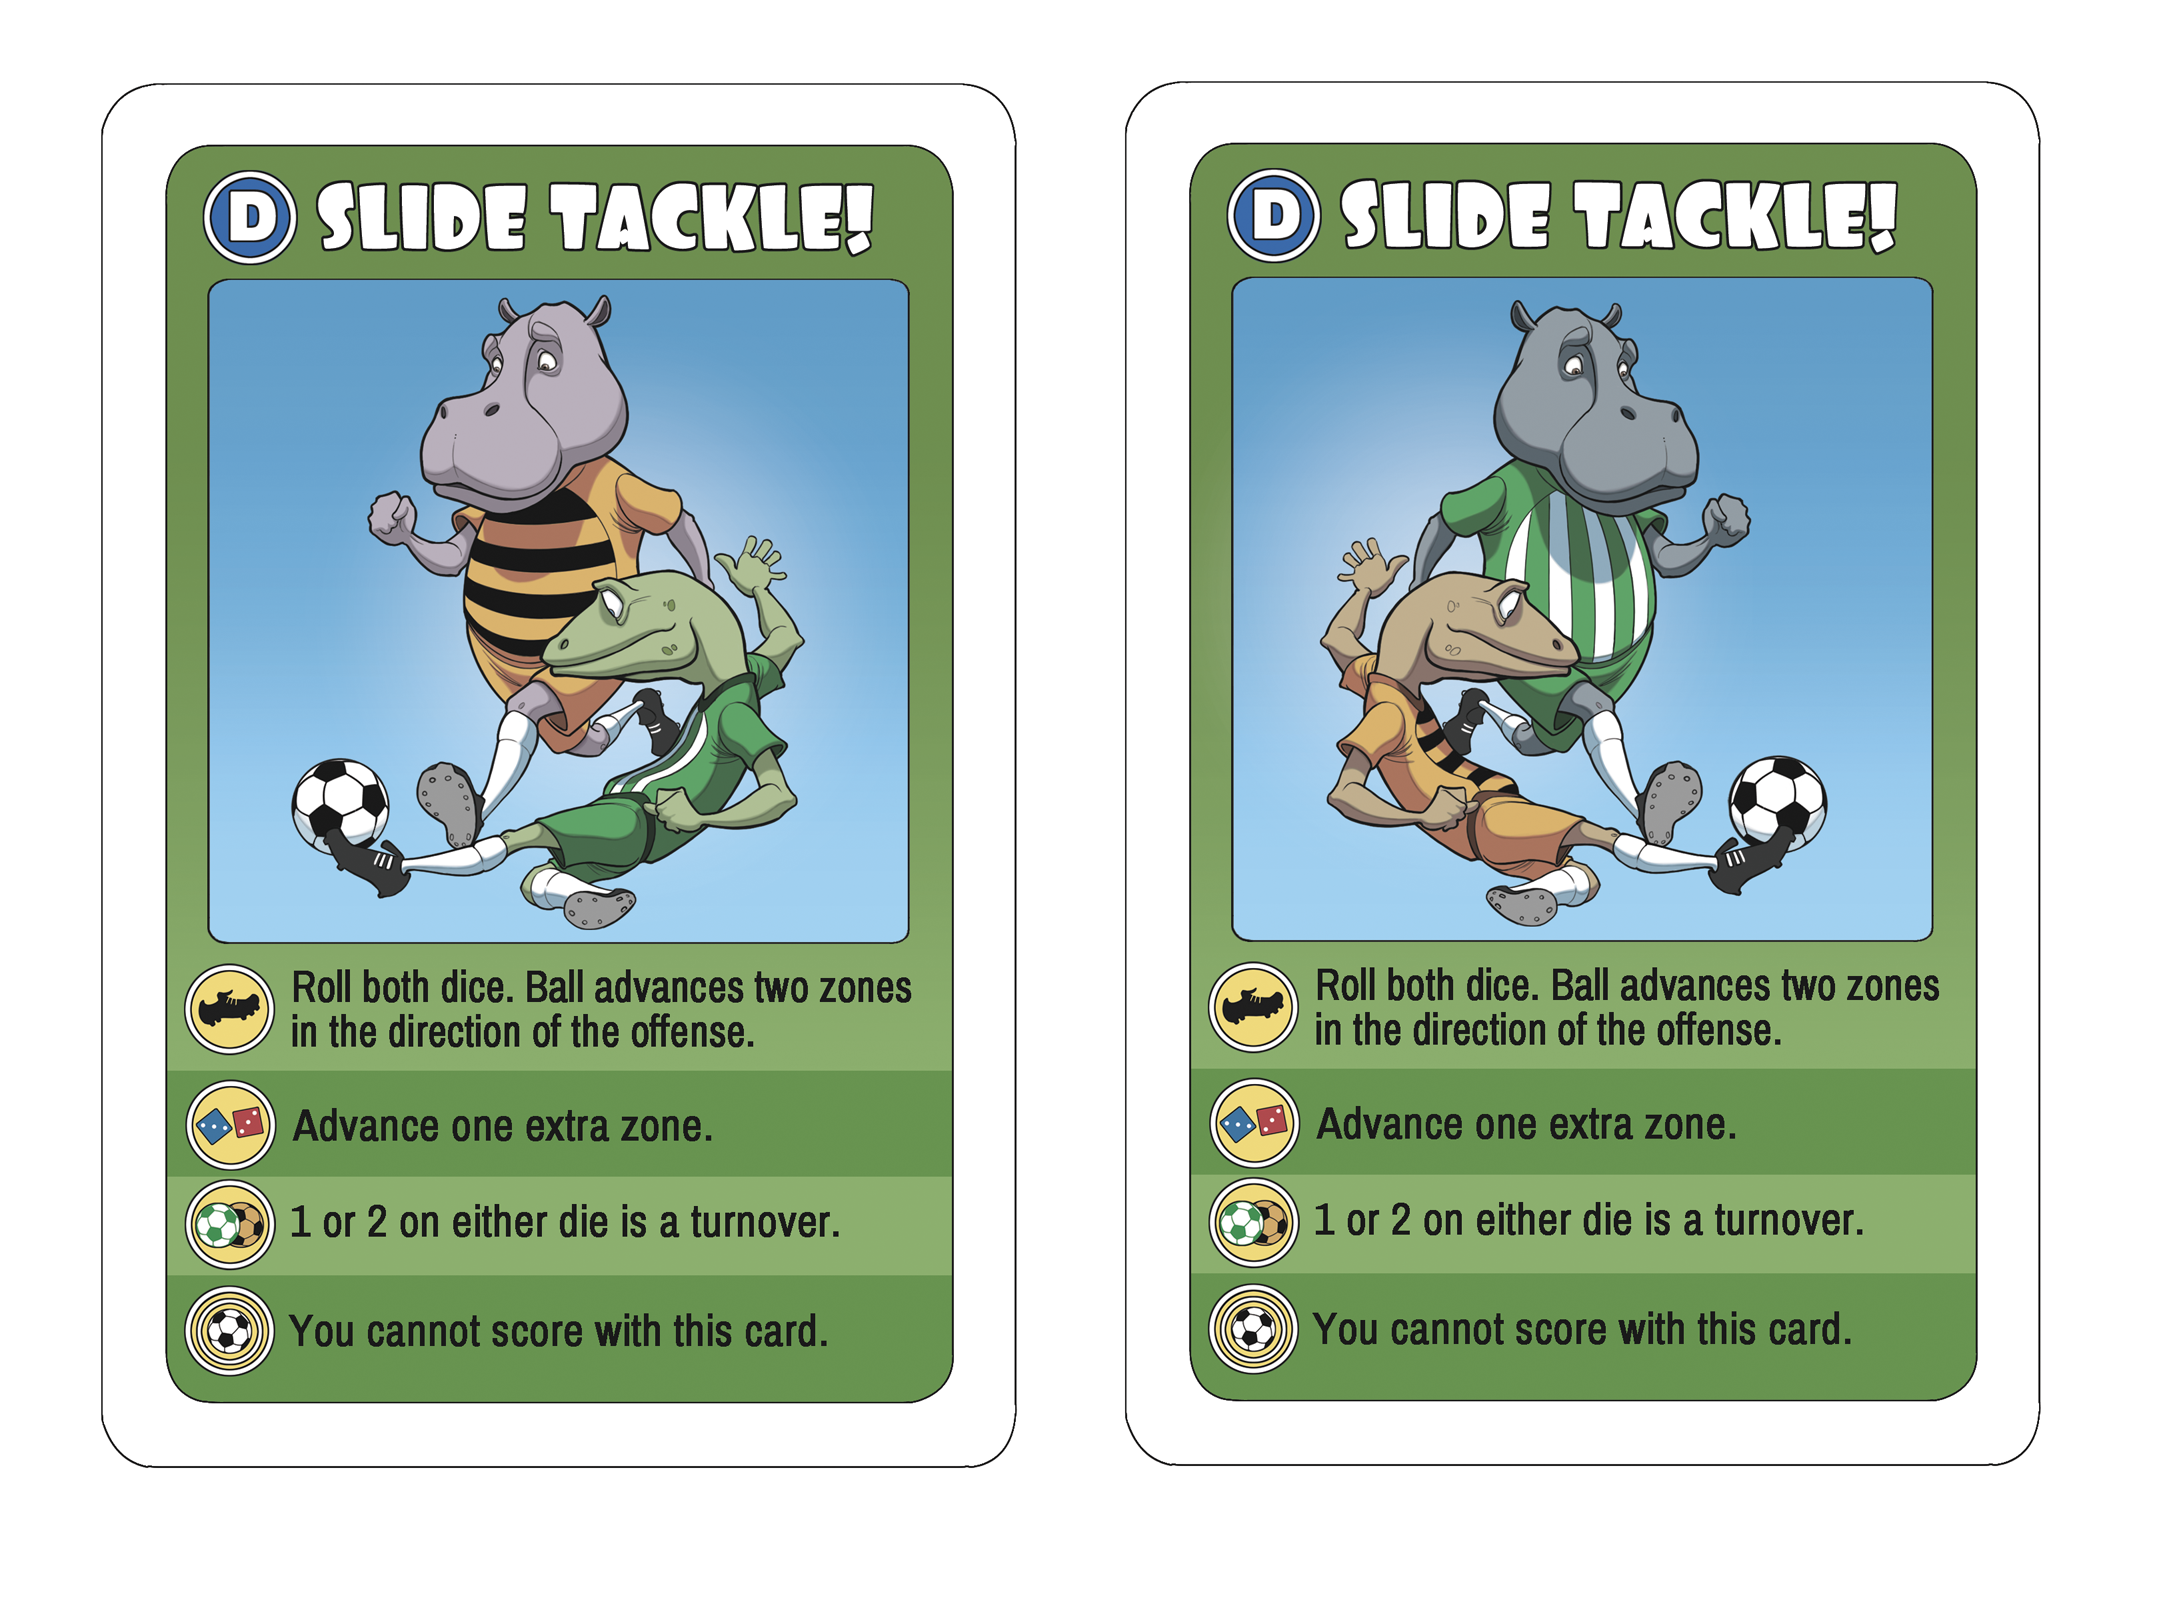 D SLIDE TACKLE!
Roll both dice. Ball advances two zones
in the direction of the offense.
Advance one extra zone.
1 or 2 on either die is a turnover.
You cannot score with this card.
D SLIDE TACKLE!
Roll both dice. Ball advances two zones
in the direction of the offense.
Advance one extra zone.
1 or 2 on either die is a turnover.
You cannot score with this card.